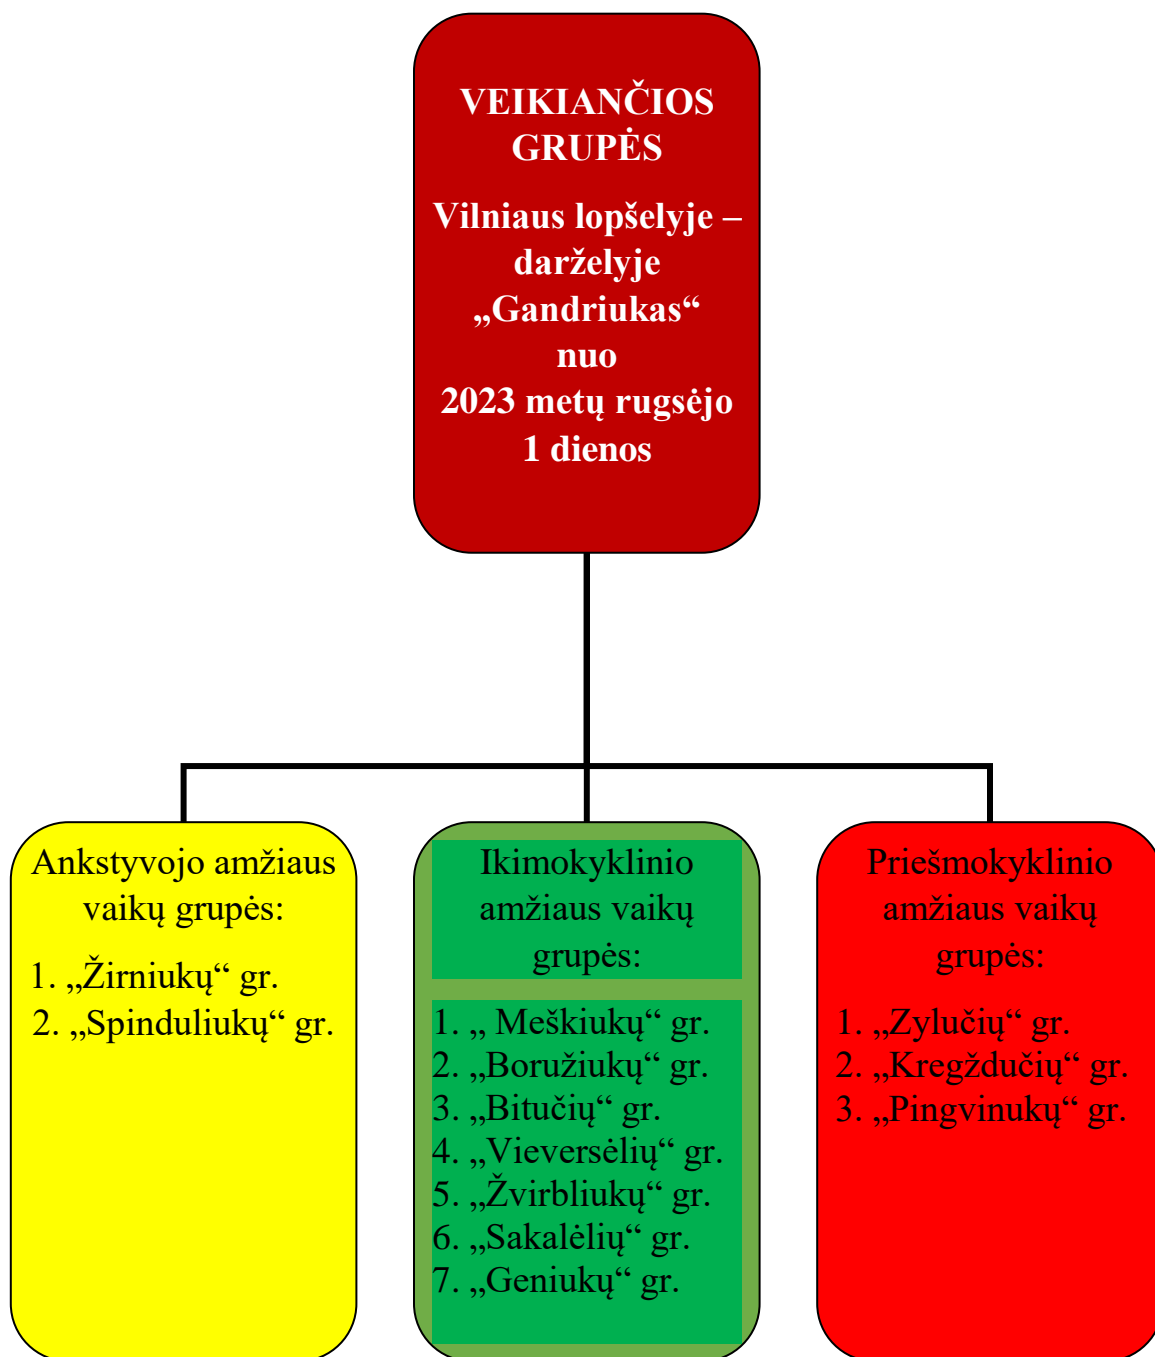 VEIKIANČIOS
GRUPĖS
Vilniaus lopšelyje –
darželyje
„Gandriukas“
nuo
2023 metų rugsėjo
1 dienos
Ankstyvojo amžiaus
vaikų grupės:
1. „Žirniukų“ gr.
2. „Spinduliukų“ gr.
Ikimokyklinio
amžiaus vaikų
grupės:
1. „ Meškiukų“ gr.
2. „Boružiukų“ gr.
3. „Bitučių“ gr.
4. „Vieversėlių“ gr.
5. „Žvirbliukų“ gr.
6. „Sakalėlių“ gr.
7. „Geniukų“ gr.
Priešmokyklinio
amžiaus vaikų
grupės:
1. „Zylučių“ gr.
2. „Kregždučių“ gr.
3. „Pingvinukų“ gr.